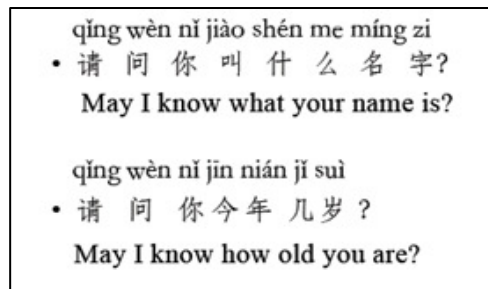 qǐng wèn nǐ jiào shén me míng zi
• 请 问 你 叫 什 么 名 字?
May I know what your name is?
qǐng wèn nǐ jīn nián jǐ suì
• 请 问 你今年 几岁 ?
May I know how old you are?